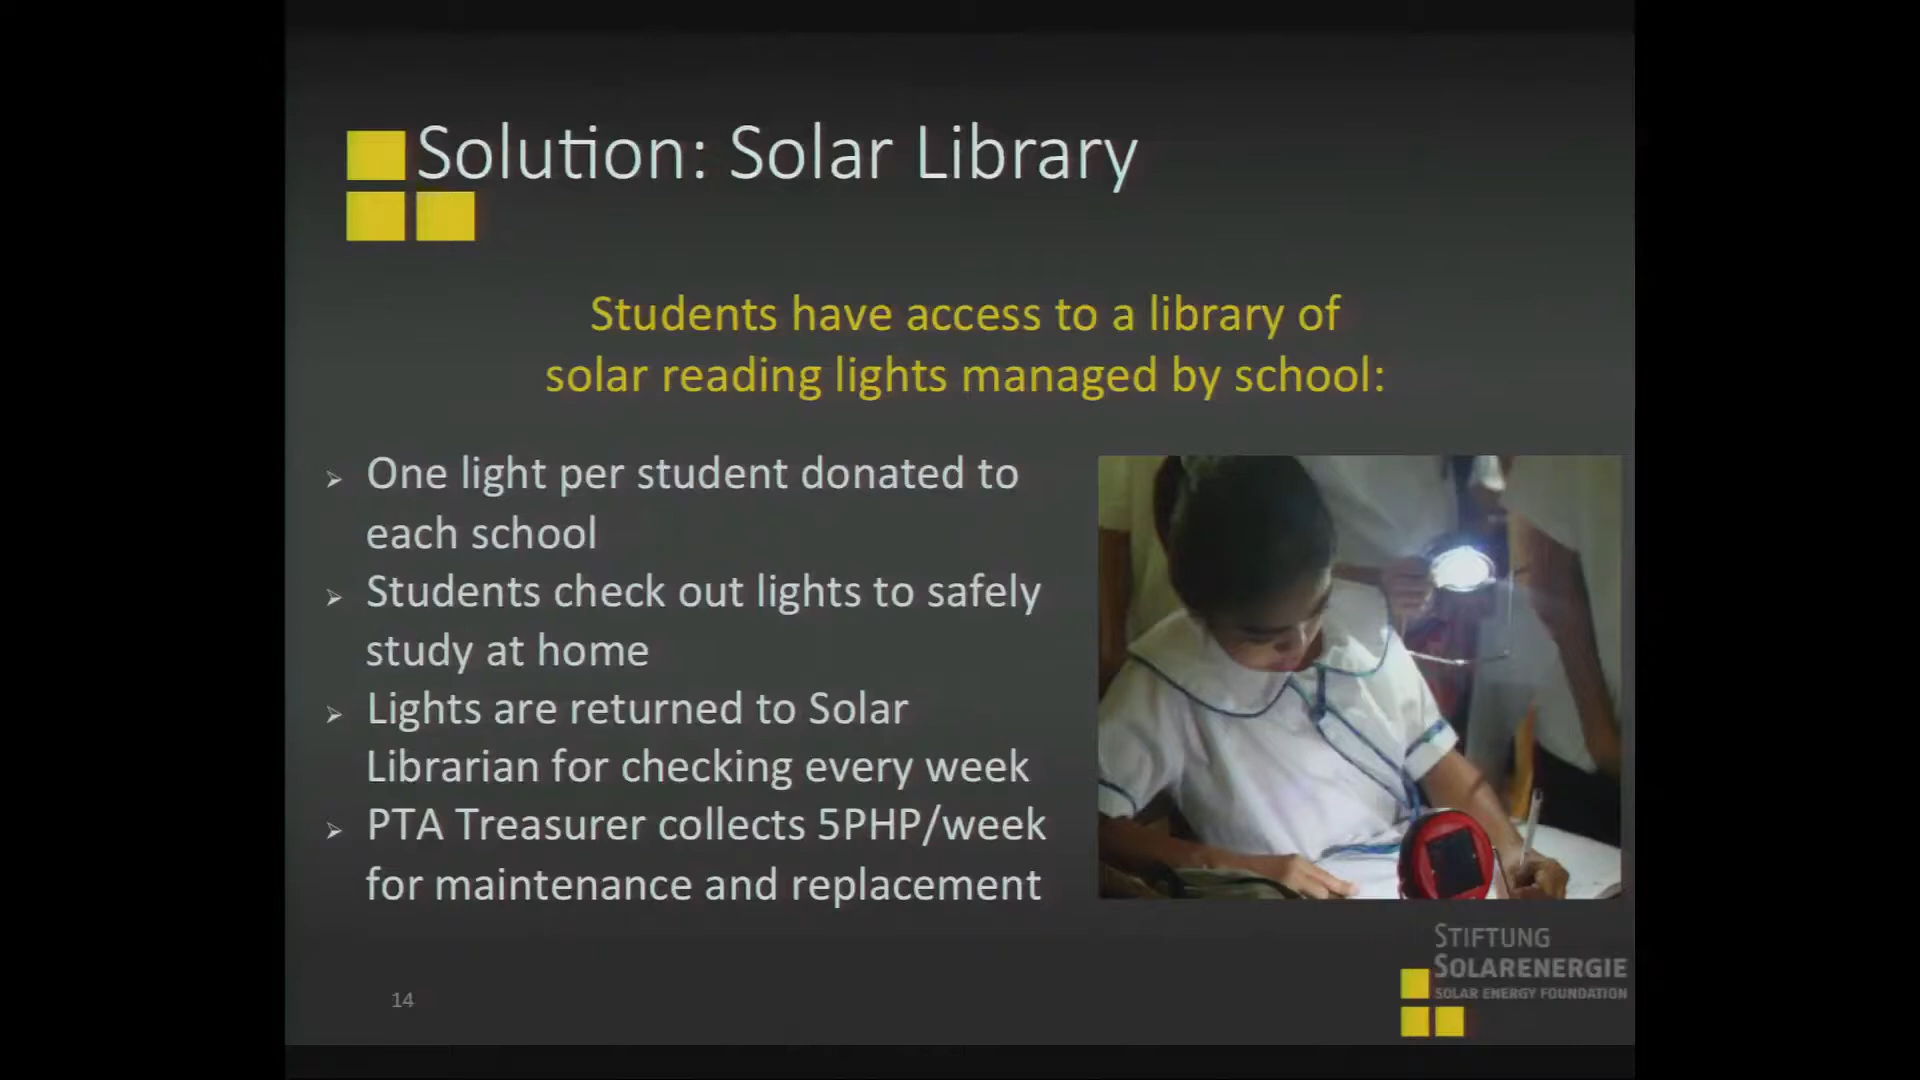 Solution: Solar Library
Students have access to a library of
solar reading lights managed by school:
➢ One light per student donated to
each school
➢ Students check out lights to safely
study at home
➢ Lights are returned to Solar
Librarian for checking every week
➢ PTA Treasurer collects 5PHP/week
for maintenance and replacement
14
STIFTUNG
SOLARENERGIE
SOLAR ENERGY FOUNDATION